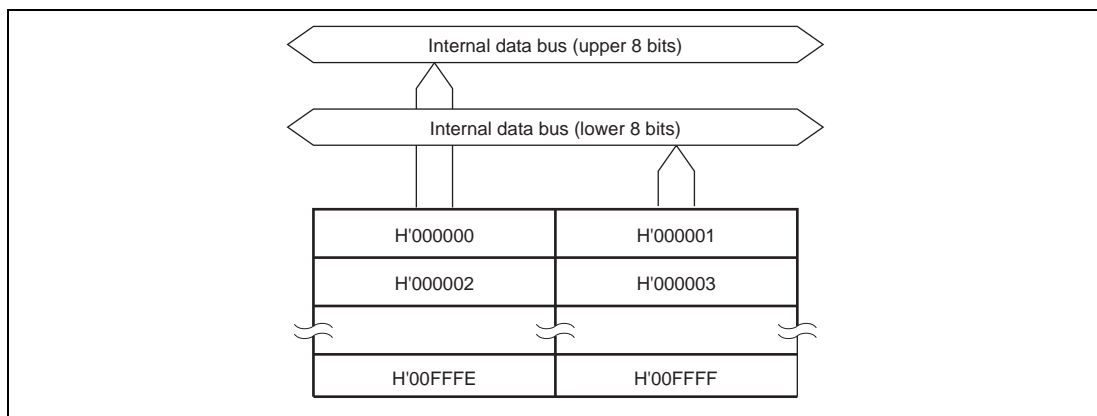 Internal data bus (upper 8 bits)
Internal data bus (lower 8 bits)
H'000000 H'000001
H'000002 H'000003
H'00FFFE H'00FFFF